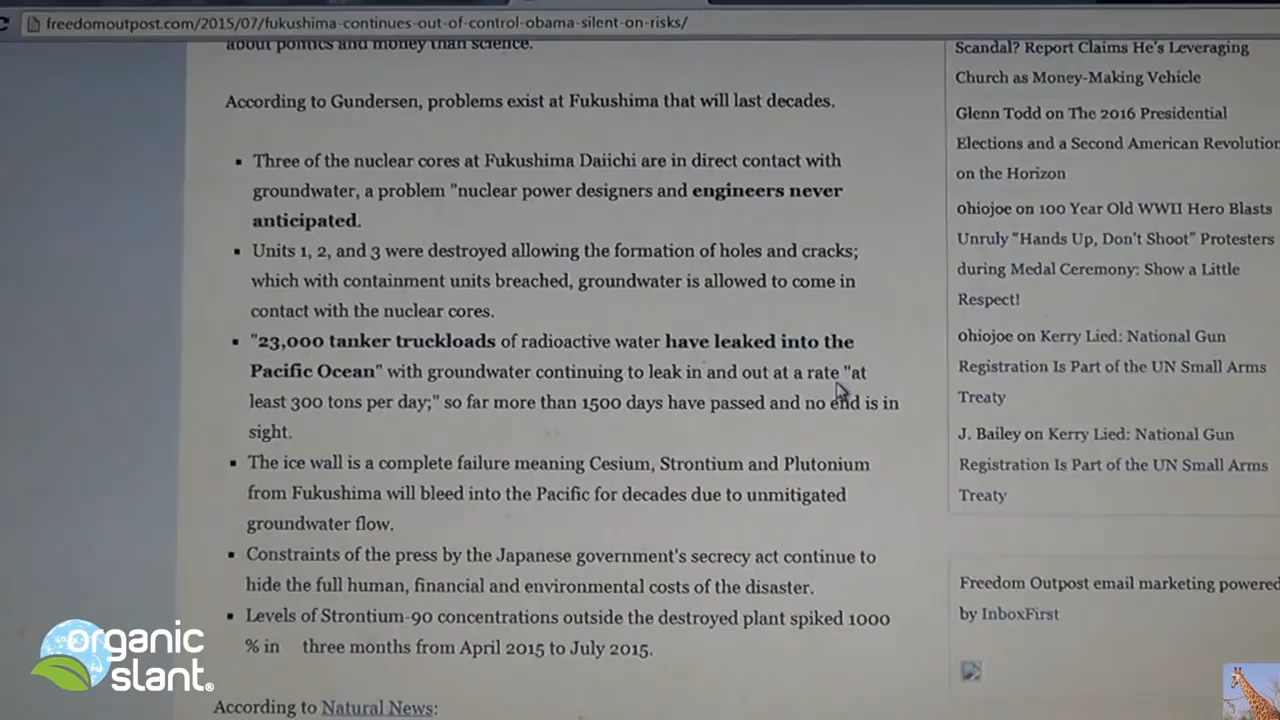 freedomoutpost.com/2015/07/fukushima-continues-out-of-control-obama-silent-on-risks/
about politics and money than science.
According to Gundersen, problems exist at Fukushima that will last decades.
▪ Three of the nuclear cores at Fukushima Daiichi are in direct contact with
groundwater, a problem "nuclear power designers and engineers never
anticipated.
▪ Units 1, 2, and 3 were destroyed allowing the formation of holes and cracks;
which with containment units breached, groundwater is allowed to come in
contact with the nuclear cores.
▪ "23,000 tanker truckloads of radioactive water have leaked into the
Pacific Ocean" with groundwater continuing to leak in and out at a rate "at
least 300 tons per day;" so far more than 1500 days have passed and no end is in
sight.
▪ The ice wall is a complete failure meaning Cesium, Strontium and Plutonium
from Fukushima will bleed into the Pacific for decades due to unmitigated
groundwater flow.
▪ Constraints of the press by the Japanese government's secrecy act continue to
hide the full human, financial and environmental costs of the disaster.
▪ Levels of Strontium-90 concentrations outside the destroyed plant spiked 1000
% in three months from April 2015 to July 2015.
According to Natural News:
Scandal? Report Claims He's Leveraging
Church as Money-Making Vehicle
Glenn Todd on The 2016 Presidential
Elections and a Second American Revolution
on the Horizon
ohiojoe on 100 Year Old WWII Hero Blasts
Unruly "Hands Up, Don't Shoot" Protesters
during Medal Ceremony: Show a Little
Respect!
ohiojoe on Kerry Lied: National Gun
Registration Is Part of the UN Small Arms
Treaty
J. Bailey on Kerry Lied: National Gun
Registration Is Part of the UN Small Arms
Treaty
Freedom Outpost email marketing powered
by InboxFirst
organic
slant®